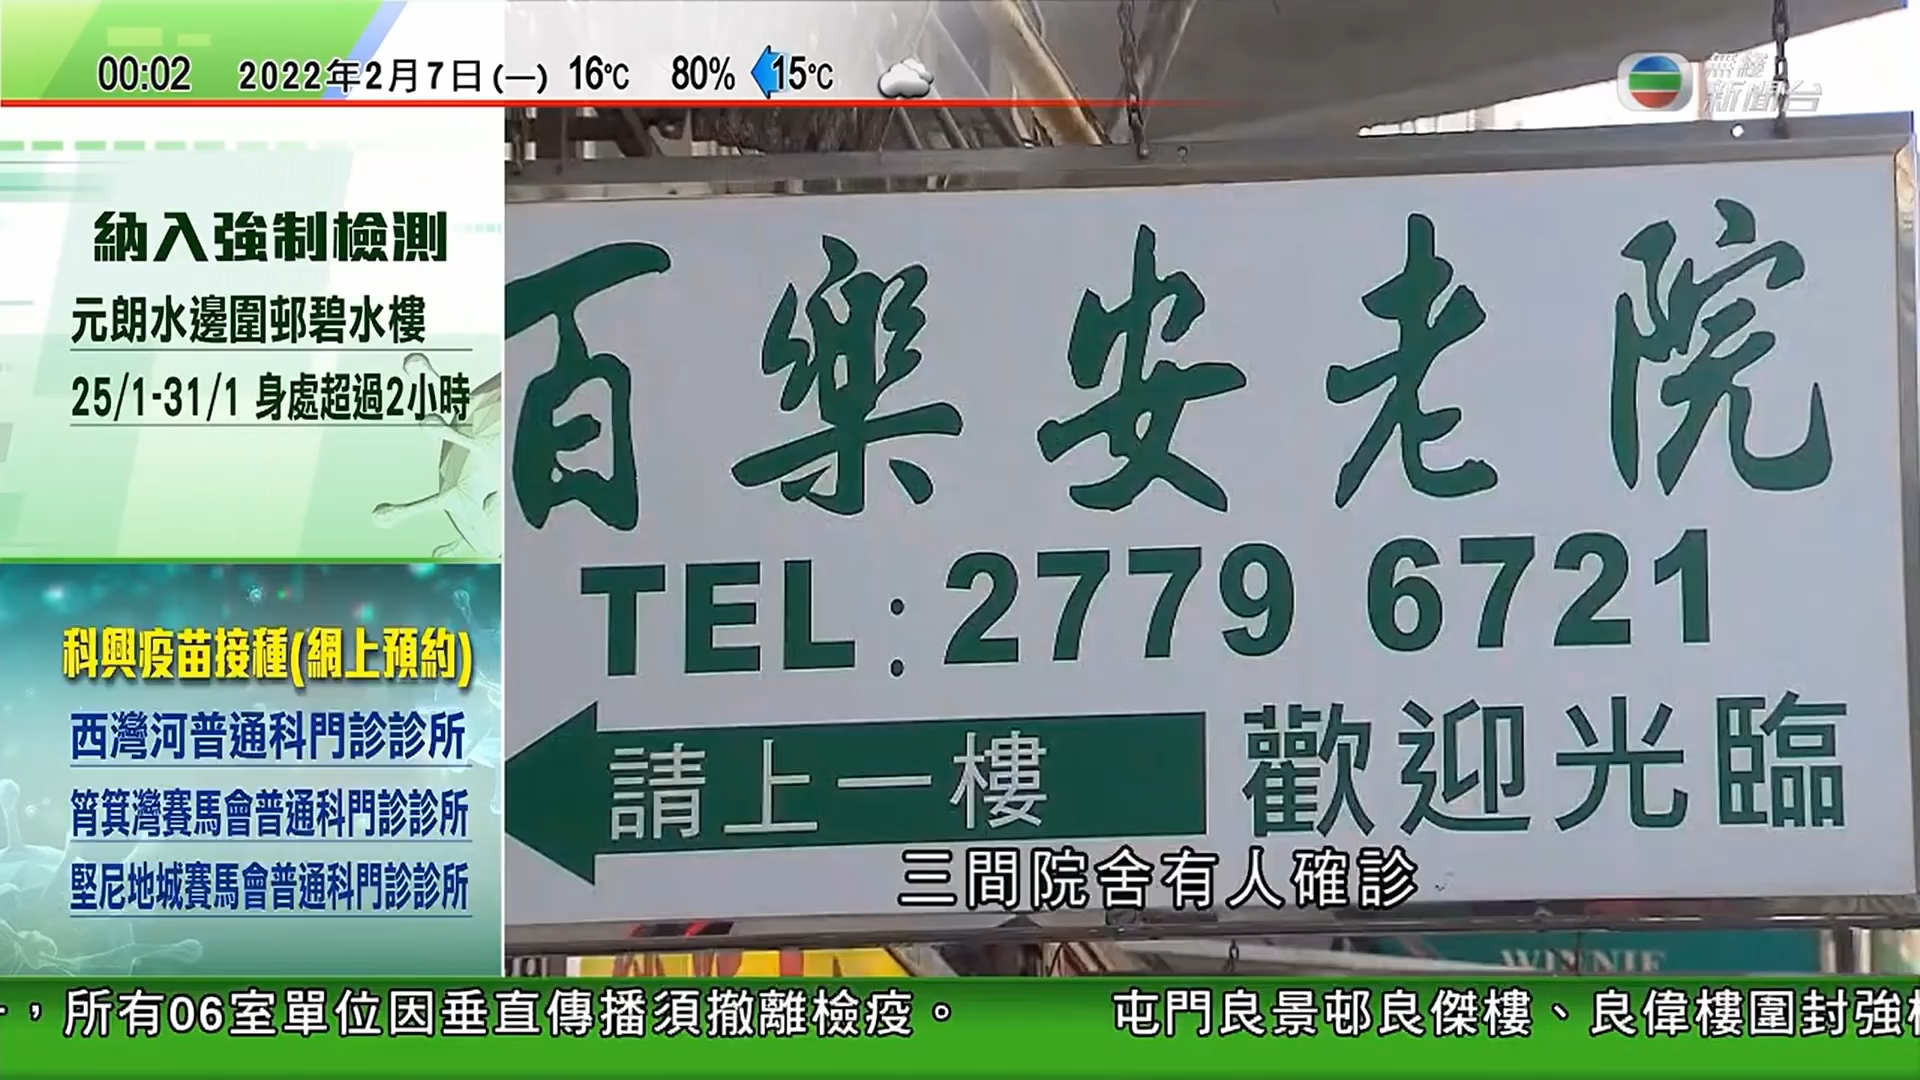 00:02 2022年2月7日(一) 16℃ 80% 15℃
無綫新聞台
納入強制檢測
元朗水邊圍邨碧水樓
25/1-31/1 身處超過2小時
科興疫苗接種(網上預約)
西灣河普通科門診診所
筲箕灣賽馬會普通科門診診所
堅尼地城賽馬會普通科門診診所
百樂安老院
TEL:2779 6721
請上一樓 歡迎光臨
三間院舍有人確診
WINNIE
，所有06室單位因垂直傳播須撤離檢疫。 屯門良景邨良傑樓、良偉樓圍封強